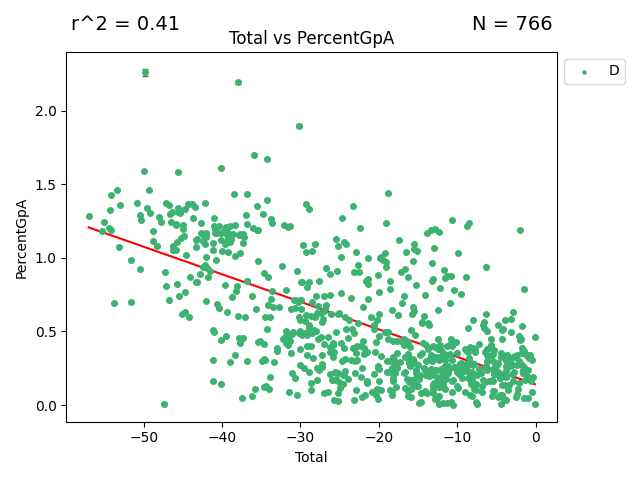 r^2 = 0.41 N = 766
Total vs PercentGpA
D
2.0
1.5
1.0
0.5
0.0
PercentGpA
−50 −40 −30 −20 −10 0
Total